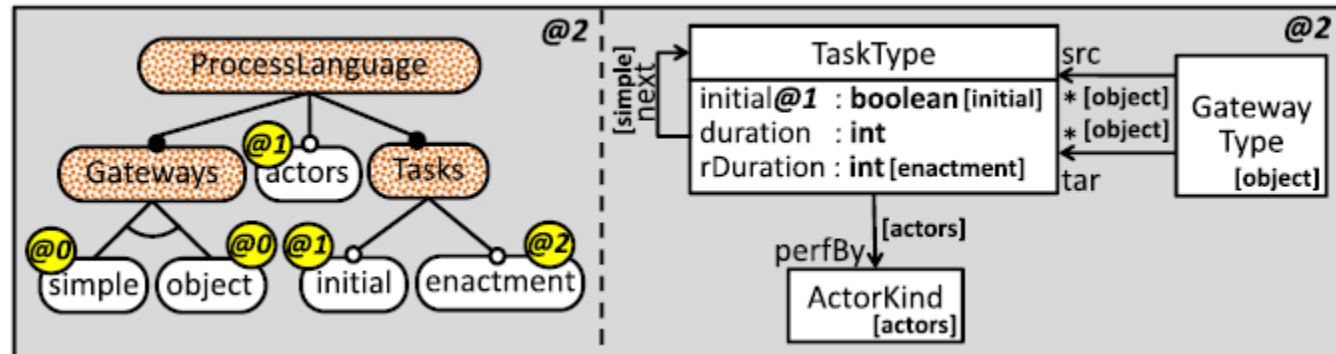 @2
ProcessLanguage
@1
Gateways
actors
Tasks
@0
@0
@1
@2
simple
object
initial
enactment
@2
TaskType
[simple]
next
initial@1 : boolean [initial]
duration : int
rDuration : int [enactment]
src
* [object]
* [object]
tar
Gateway
Type
[object]
[actors]
perfBy
ActorKind
[actors]